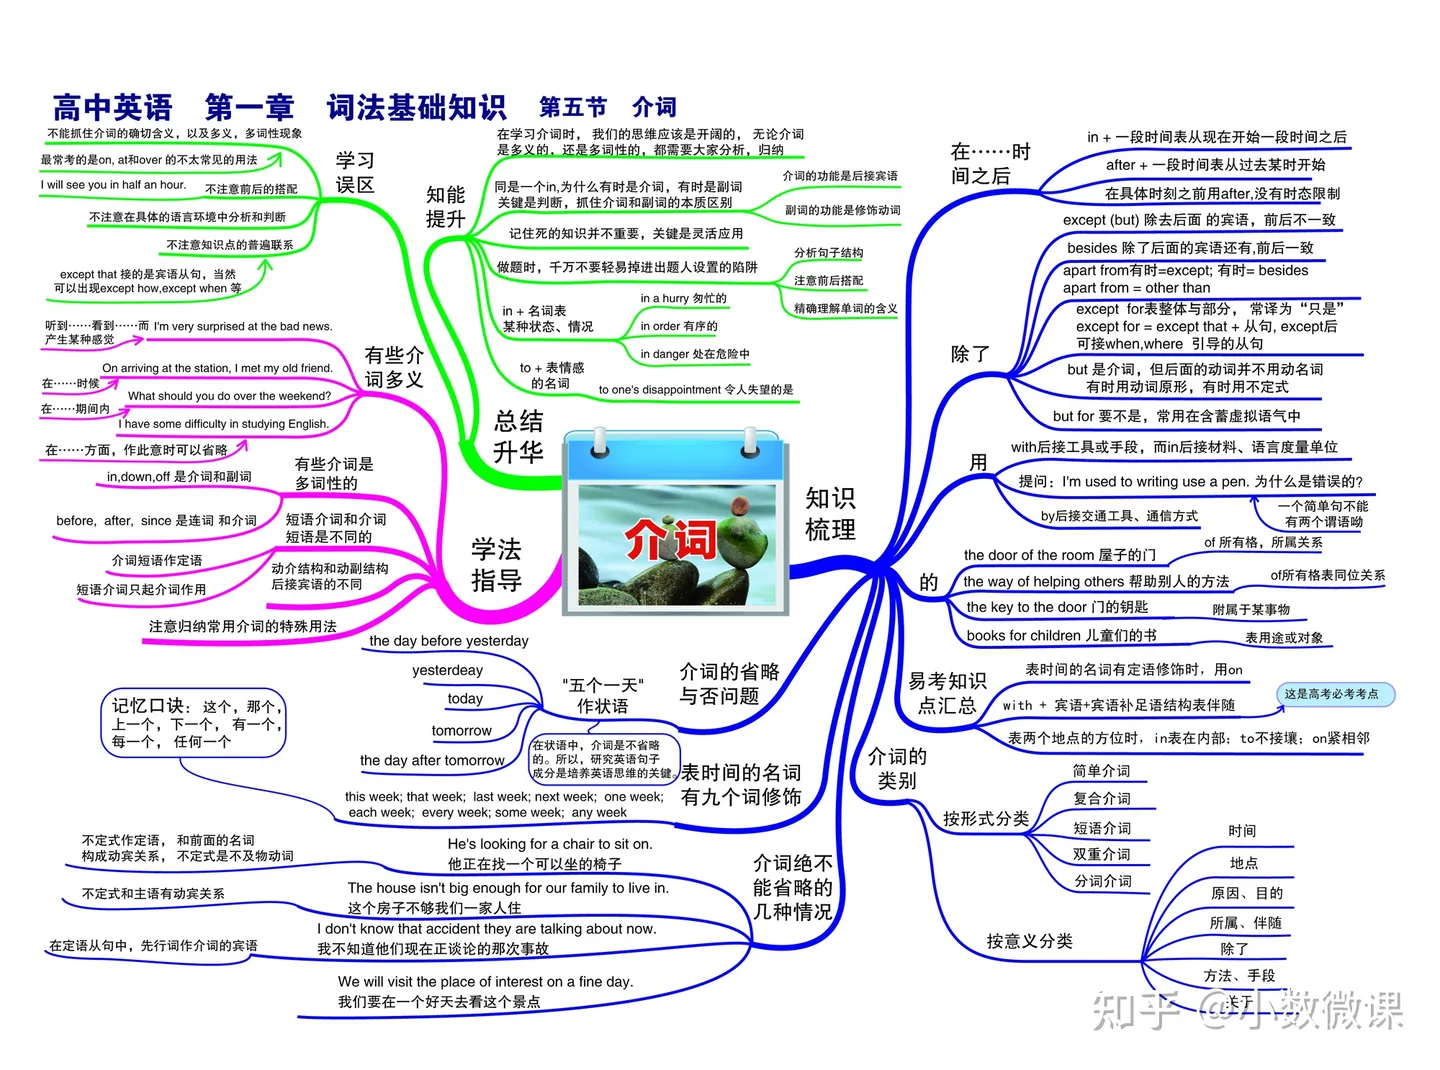 高中英语 第一章 词法基础知识 第五节 介词
学习
误区
不能抓住介词的确切含义，以及多义，多词性现象
最常考的是on, at和over 的不太常见的用法
I will see you in half an hour.
不注意前后的搭配
不注意在具体的语言环境中分析和判断
不注意知识点的普遍联系
except that 接的是宾语从句，当然
可以出现except how,except when 等
知能
提升
在学习介词时， 我们的思维应该是开阔的， 无论介词
是多义的，还是多词性的，都需要大家分析，归纳
同是一个in,为什么有时是介词，有时是副词
关键是判断，抓住介词和副词的本质区别
介词的功能是后接宾语
副词的功能是修饰动词
记住死的知识并不重要，关键是灵活应用
做题时，千万不要轻易掉进出题人设置的陷阱
分析句子结构
注意前后搭配
精确理解单词的含义
in + 名词表
某种状态、情况
in a hurry 匆忙的
in order 有序的
in danger 处在危险中
to + 表情感
的名词
to one's disappointment 令人失望的是
总结
升华
有些介
词多义
听到……看到……而
产生某种感觉
I'm very surprised at the bad news.
On arriving at the station, I met my old friend.
在……时候
What should you do over the weekend?
在……期间内
I have some difficulty in studying English.
在……方面，作此意时可以省略
有些介词是
多词性的
in,down,off 是介词和副词
before, after, since 是连词 和介词
短语介词和介词
短语是不同的
介词短语作定语
短语介词只起介词作用
动介结构和动副结构
后接宾语的不同
注意归纳常用介词的特殊用法
学法
指导
介词
知识
梳理
在……时
间之后
in + 一段时间表从现在开始一段时间之后
after + 一段时间表从过去某时开始
在具体时刻之前用after,没有时态限制
除了
except (but) 除去后面 的宾语，前后不一致
besides 除了后面的宾语还有,前后一致
apart from有时=except; 有时= besides
apart from = other than
except for表整体与部分， 常译为“只是”
except for = except that + 从句, except后
可接when,where 引导的从句
but 是介词，但后面的动词并不用动名词
有时用动词原形，有时用不定式
but for 要不是，常用在含蓄虚拟语气中
用
with后接工具或手段，而in后接材料、语言度量单位
提问：I'm used to writing use a pen. 为什么是错误的?
一个简单句不能
有两个谓语呦
by后接交通工具、通信方式
的
the door of the room 屋子的门
of 所有格，所属关系
the way of helping others 帮助别人的方法
of所有格表同位关系
the key to the door 门的钥匙
附属于某事物
books for children 儿童们的书
表用途或对象
易考知识
点汇总
表时间的名词有定语修饰时，用on
with + 宾语+宾语补足语结构表伴随
这是高考必考考点
表两个地点的方位时，in表在内部；to不接壤；on紧相邻
介词的
类别
按形式分类
简单介词
复合介词
短语介词
双重介词
分词介词
按意义分类
时间
地点
原因、目的
所属、伴随
除了
方法、手段
关于
介词的省略
与否问题
"五个一天"
作状语
the day before yesterday
yesterdeay
today
tomorrow
the day after tomorrow
在状语中，介词是不省略
的。所以，研究英语句子
成分是培养英语思维的关键。
表时间的名词
有九个词修饰
this week; that week; last week; next week; one week;
each week; every week; some week; any week
记忆口诀：这个，那个，
上一个，下一个， 有一个，
每一个， 任何一个
介词绝不
能省略的
几种情况
He's looking for a chair to sit on.
他正在找一个可以坐的椅子
不定式作定语， 和前面的名词
构成动宾关系， 不定式是不及物动词
The house isn't big enough for our family to live in.
这个房子不够我们一家人住
不定式和主语有动宾关系
I don't know that accident they are talking about now.
我不知道他们现在正谈论的那次事故
在定语从句中，先行词作介词的宾语
We will visit the place of interest on a fine day.
我们要在一个好天去看这个景点
知乎 @小数微课